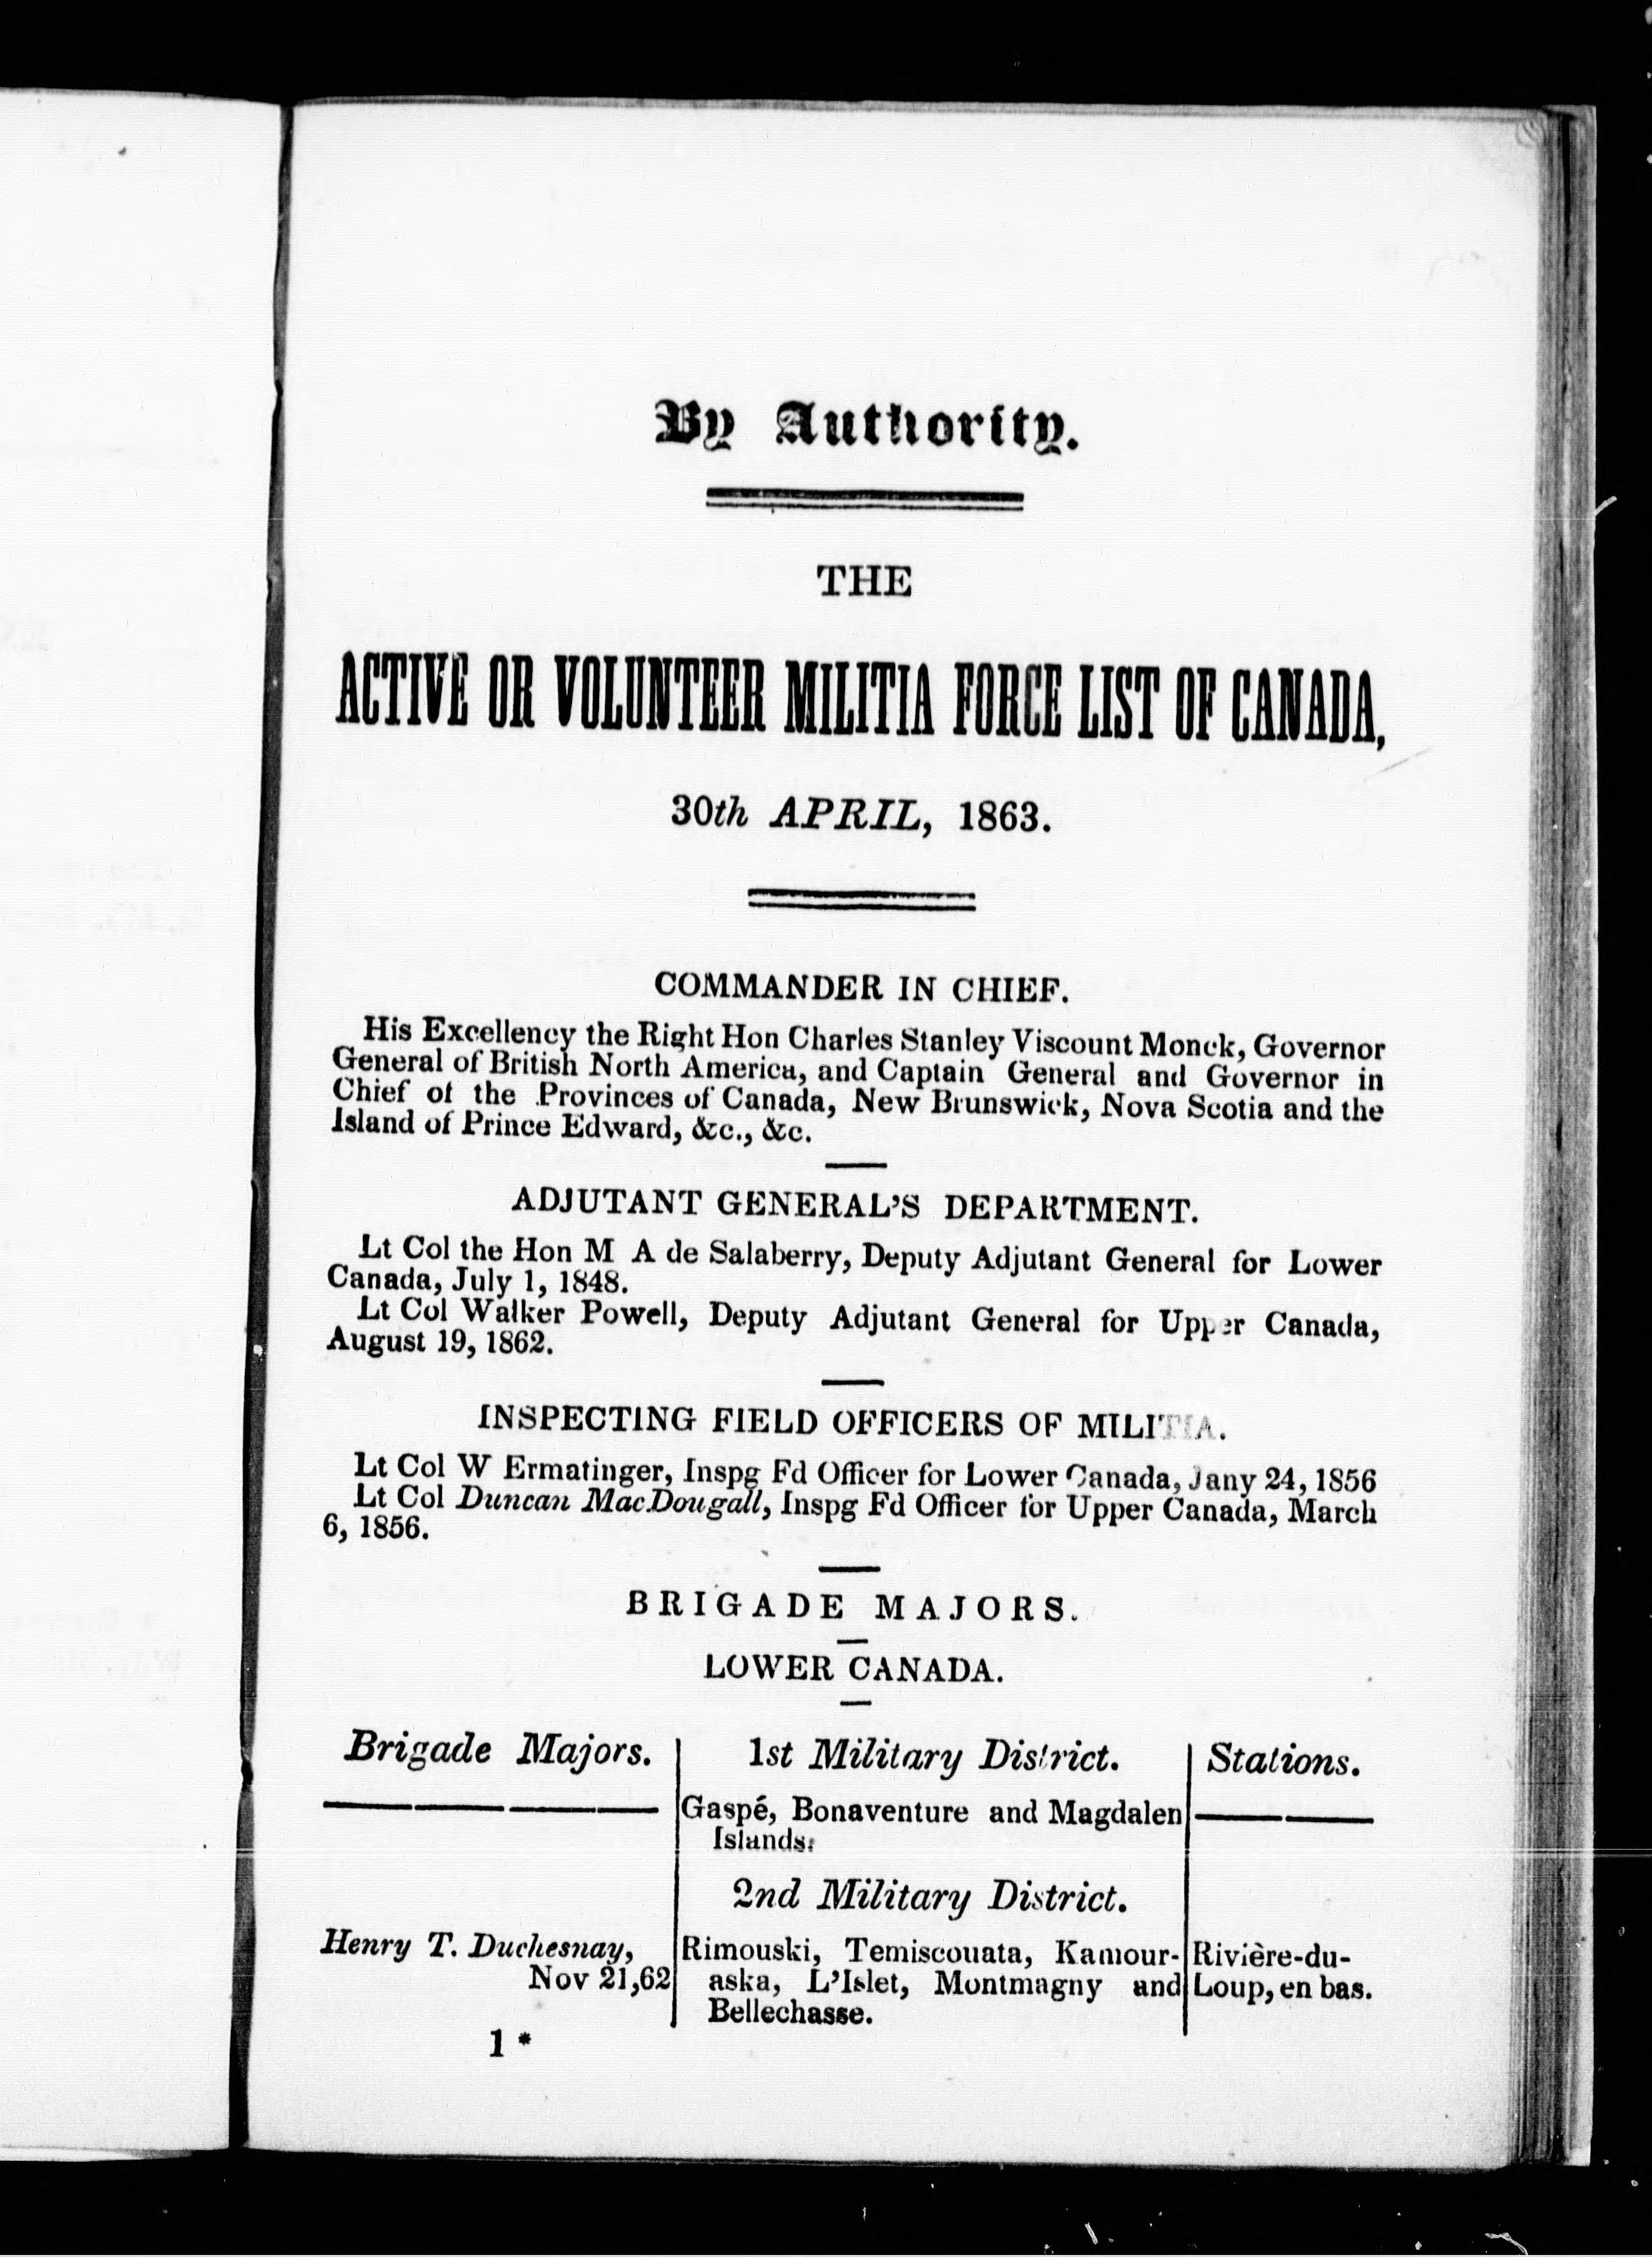 By Authority.
THE
ACTIVE OR VOLUNTEER MILITIA FORCE LIST OF CANADA,
30th APRIL, 1863.
COMMANDER IN CHIEF.
His Excellency the Right Hon Charles Stanley Viscount Monck, Governor
General of British North America, and Captain General and Governor in
Chief of the Provinces of Canada, New Brunswick, Nova Scotia and the
Island of Prince Edward, &c., &c.
ADJUTANT GENERAL'S DEPARTMENT.
Lt Col the Hon M A de Salaberry, Deputy Adjutant General for Lower
Canada, July 1, 1848.
Lt Col Walker Powell, Deputy Adjutant General for Upper Canada,
August 19, 1862.
INSPECTING FIELD OFFICERS OF MILITIA.
Lt Col W Ermatinger, Inspg Fd Officer for Lower Canada, Jany 24, 1856
Lt Col Duncan MacDougall, Inspg Fd Officer for Upper Canada, March
6, 1856.
BRIGADE MAJORS.
LOWER CANADA.
Brigade Majors. 1st Military District. Stations.
Gaspé, Bonaventure and Magdalen
Islands.
2nd Military District.
Henry T. Duchesnay, Rimouski, Temiscouata, Kamour- Rivière-du-
Nov 21,62 aska, L'Islet, Montmagny and Loup, en bas.
Bellechasse.
1 *